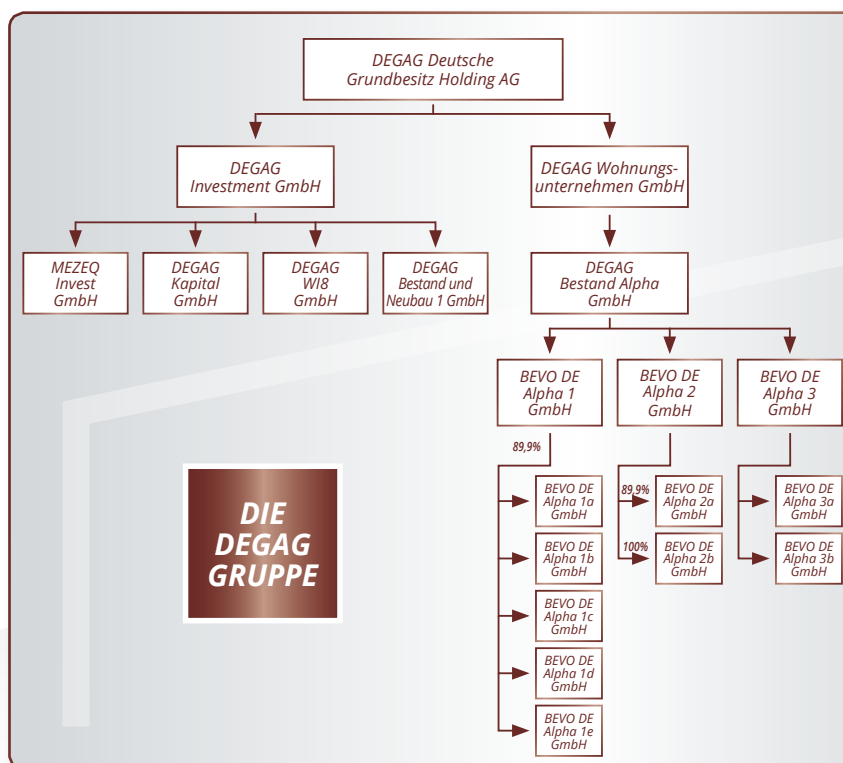 DEGAG Deutsche
Grundbesitz Holding AG
DEGAG
Investment GmbH
DEGAG Wohnungs-
unternehmen GmbH
MEZEQ
Invest
GmbH
DEGAG
Kapital
GmbH
DEGAG
WI8
GmbH
DEGAG
Bestand und
Neubau 1 GmbH
DEGAG
Bestand Alpha
GmbH
BEVO DE
Alpha 1
GmbH
BEVO DE
Alpha 2
GmbH
BEVO DE
Alpha 3
GmbH
89,9%
BEVO DE
Alpha 1a
GmbH
BEVO DE
Alpha 1b
GmbH
BEVO DE
Alpha 1c
GmbH
BEVO DE
Alpha 1d
GmbH
BEVO DE
Alpha 1e
GmbH
89,9%
BEVO DE
Alpha 2a
GmbH
100%
BEVO DE
Alpha 2b
GmbH
BEVO DE
Alpha 3a
GmbH
BEVO DE
Alpha 3b
GmbH
DIE
DEGAG
GRUPPE